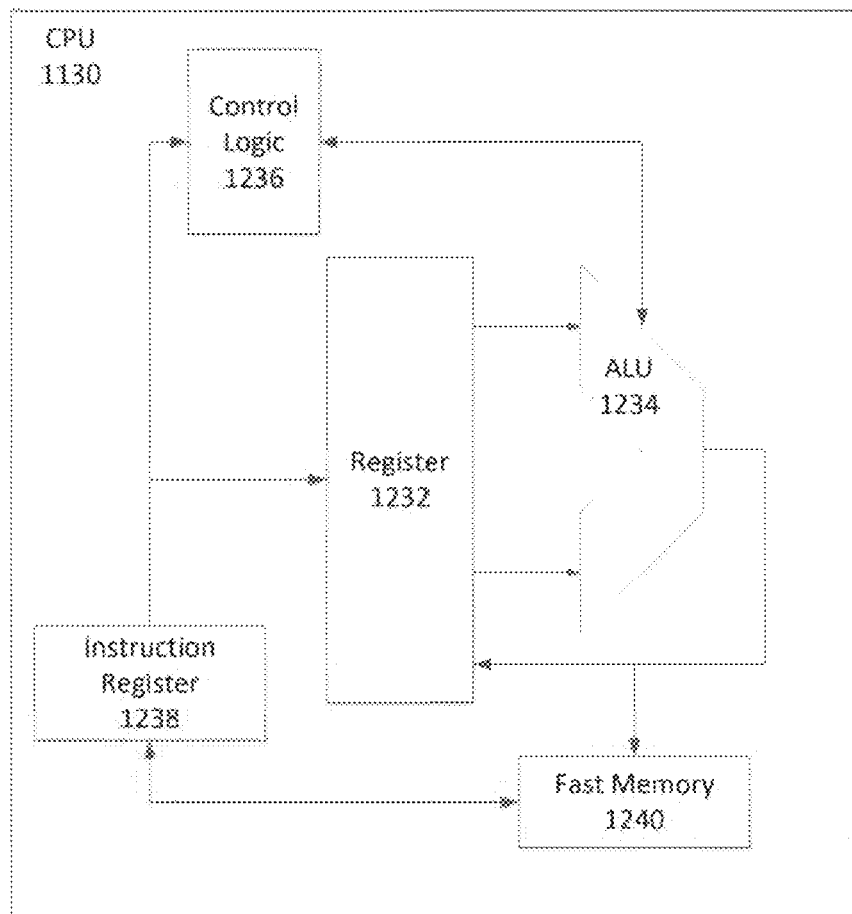 CPU
1130
Control
Logic
1236
ALU
1234
Register
1232
Instruction
Register
1238
Fast Memory
1240